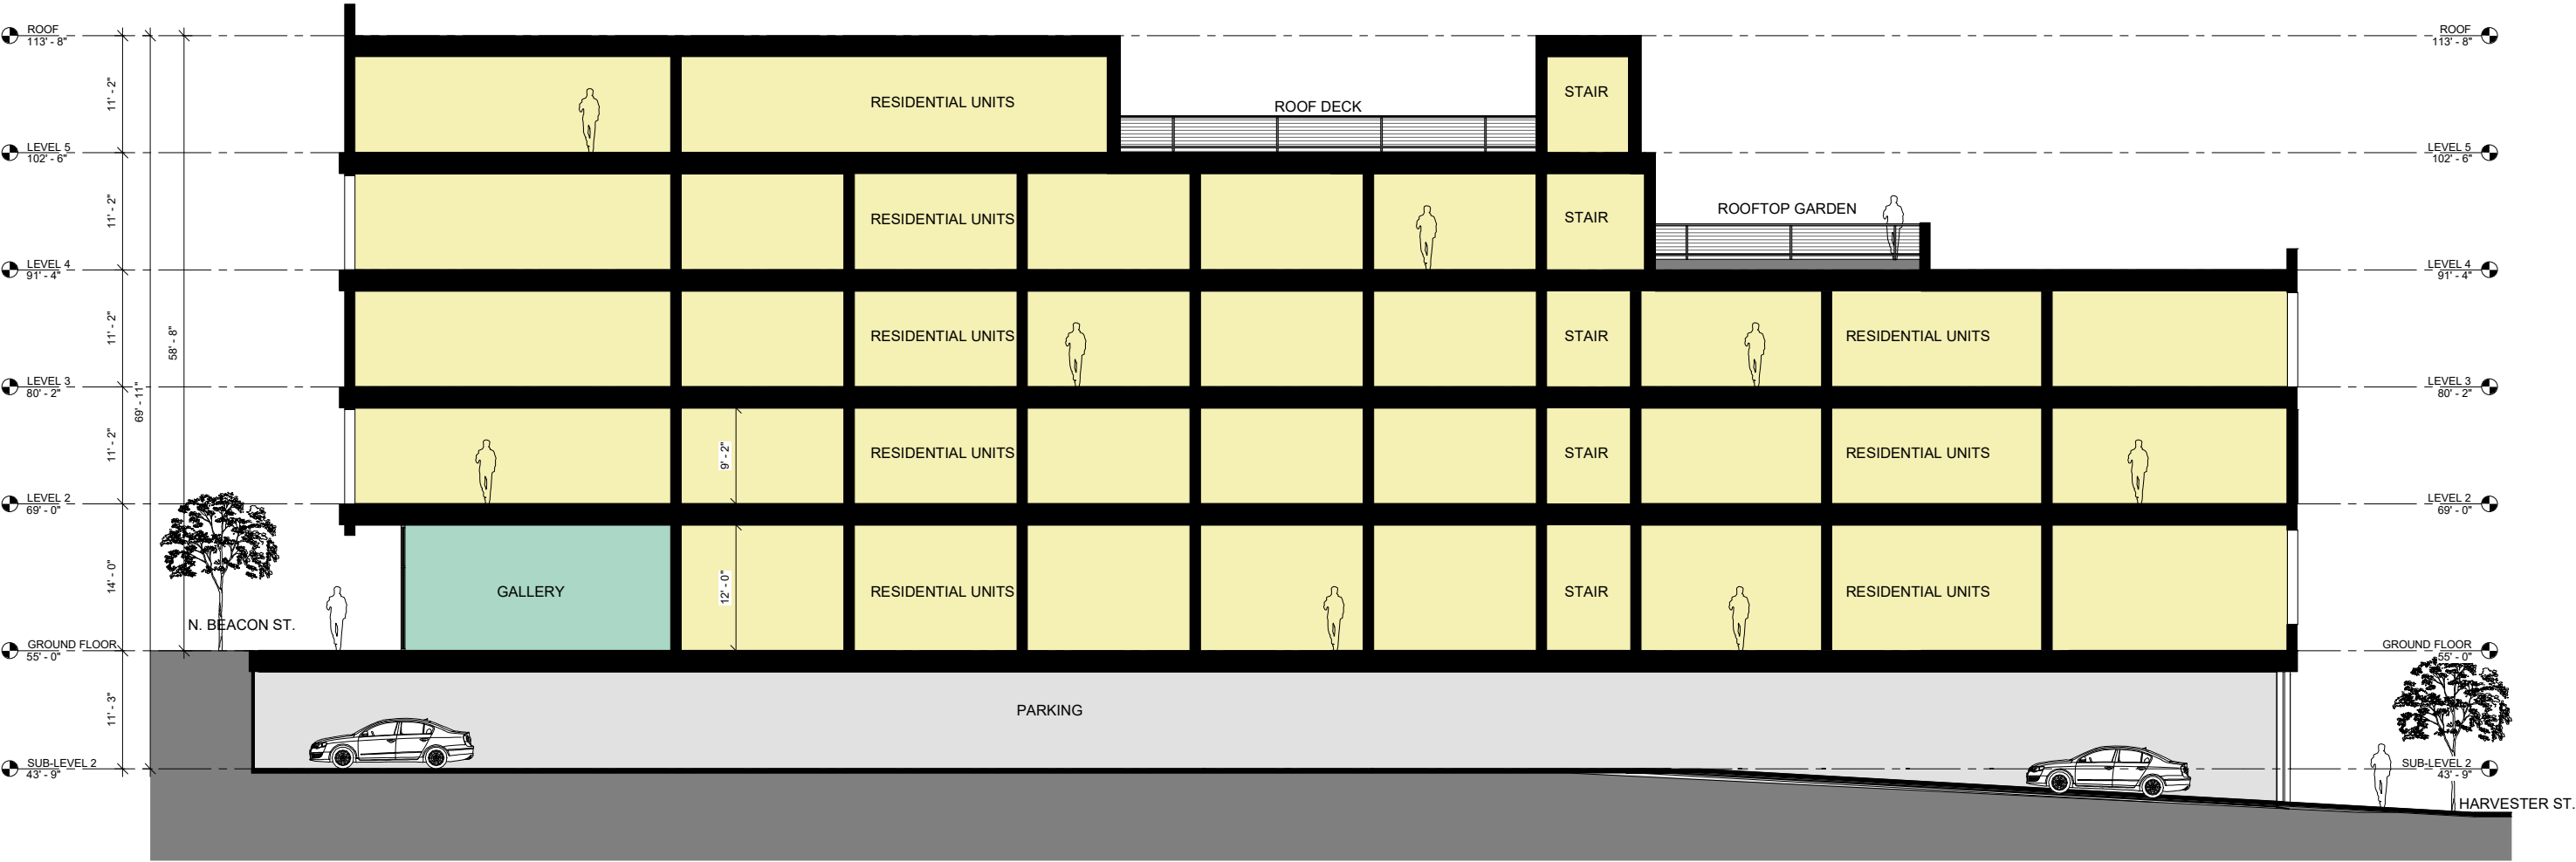 ROOF
113' - 8"
ROOF
113' - 8"
11' - 2"
RESIDENTIAL UNITS
STAIR
ROOF DECK
LEVEL 5
102' - 6"
LEVEL 5
102' - 6"
11' - 2"
RESIDENTIAL UNITS
STAIR
ROOFTOP GARDEN
LEVEL 4
91' - 4"
LEVEL 4
91' - 4"
11' - 2"
58' - 8"
RESIDENTIAL UNITS
STAIR
RESIDENTIAL UNITS
LEVEL 3
80' - 2"
LEVEL 3
80' - 2"
69' - 11"
11' - 2"
9' - 2"
RESIDENTIAL UNITS
STAIR
RESIDENTIAL UNITS
LEVEL 2
69' - 0"
LEVEL 2
69' - 0"
14' - 0"
GALLERY
12' - 0"
RESIDENTIAL UNITS
STAIR
RESIDENTIAL UNITS
N. BEACON ST.
GROUND FLOOR
55' - 0"
GROUND FLOOR
55' - 0"
11' - 3"
PARKING
SUB-LEVEL 2
43' - 9"
SUB-LEVEL 2
43' - 9"
HARVESTER ST.